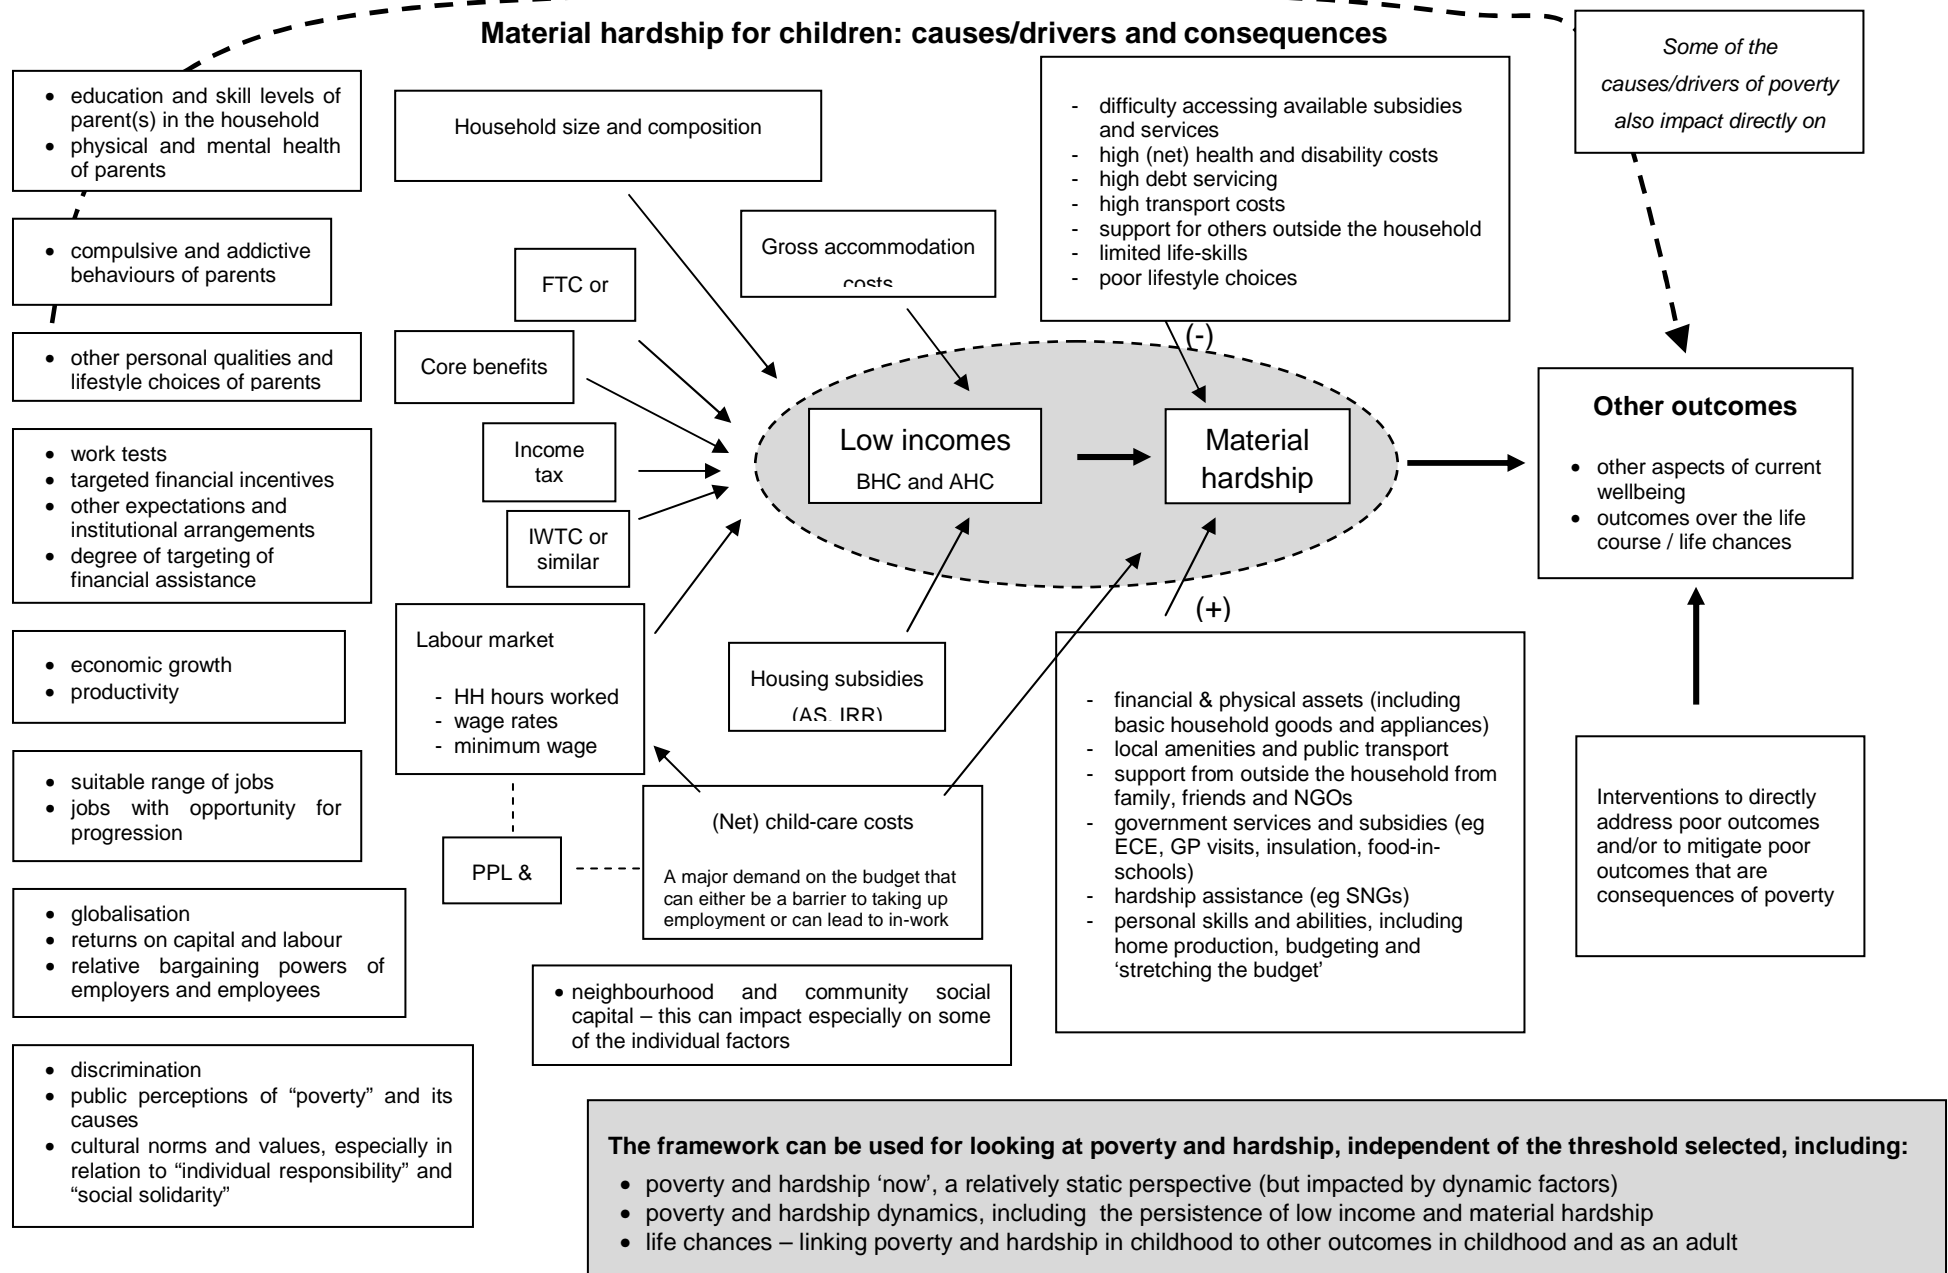 Material hardship for children: causes/drivers and consequences
• education and skill levels of
parent(s) in the household
• physical and mental health
of parents
• compulsive and addictive
behaviours of parents
• other personal qualities and
lifestyle choices of parents
• work tests
• targeted financial incentives
• other expectations and
institutional arrangements
• degree of targeting of
financial assistance
• economic growth
• productivity
• suitable range of jobs
• jobs with opportunity for
progression
• globalisation
• returns on capital and labour
• relative bargaining powers of
employers and employees
• discrimination
• public perceptions of “poverty” and its
causes
• cultural norms and values, especially in
relation to “individual responsibility” and
“social solidarity”
Household size and composition
FTC or
Core benefits
Income
tax
IWTC or
similar
Labour market
- HH hours worked
- wage rates
- minimum wage
PPL &
Gross accommodation
costs
Low incomes
BHC and AHC
Housing subsidies
(AS, IRR)
(Net) child-care costs
A major demand on the budget that
can either be a barrier to taking up
employment or can lead to in-work
• neighbourhood and community social
capital – this can impact especially on some
of the individual factors
- difficulty accessing available subsidies
and services
- high (net) health and disability costs
- high debt servicing
- high transport costs
- support for others outside the household
- limited life-skills
- poor lifestyle choices
(-)
Material
hardship
(+)
- financial & physical assets (including
basic household goods and appliances)
- local amenities and public transport
- support from outside the household from
family, friends and NGOs
- government services and subsidies (eg
ECE, GP visits, insulation, food-in-
schools)
- hardship assistance (eg SNGs)
- personal skills and abilities, including
home production, budgeting and
‘stretching the budget’
Some of the
causes/drivers of poverty
also impact directly on
Other outcomes
• other aspects of current
wellbeing
• outcomes over the life
course / life chances
Interventions to directly
address poor outcomes
and/or to mitigate poor
outcomes that are
consequences of poverty
The framework can be used for looking at poverty and hardship, independent of the threshold selected, including:
• poverty and hardship ‘now’, a relatively static perspective (but impacted by dynamic factors)
• poverty and hardship dynamics, including the persistence of low income and material hardship
• life chances – linking poverty and hardship in childhood to other outcomes in childhood and as an adult